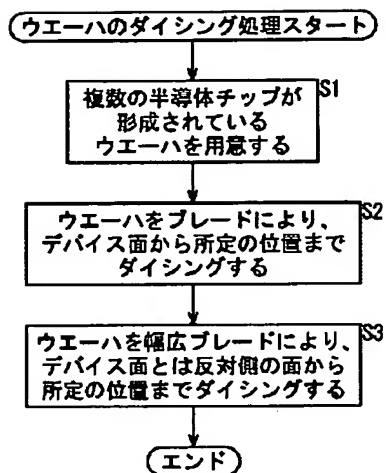 ウエーハのダイシング処理スタート
S1
複数の半導体チップが
形成されている
ウエーハを用意する
S2
ウエーハをブレードにより、
デバイス面から所定の位置まで
ダイシングする
S3
ウエーハを幅広ブレードにより、
デバイス面とは反対側の面から
所定の位置までダイシングする
エンド